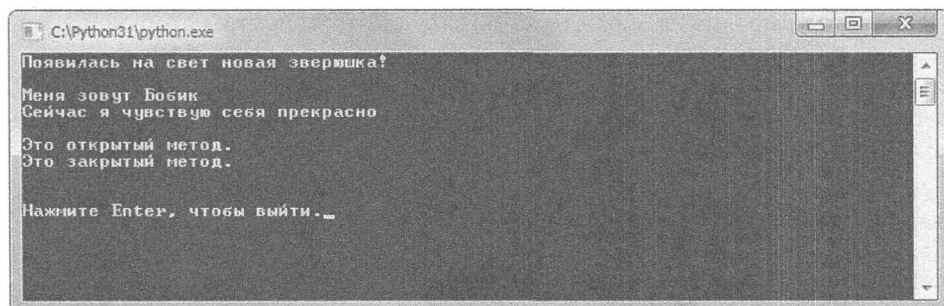 C:\Python31\python.exe
Появилась на свет новая зверюшка!
Меня зовут Бобик
Сейчас я чувствую себя прекрасно
Это открытый метод.
Это закрытый метод.
Нажмите Enter, чтобы выйти.